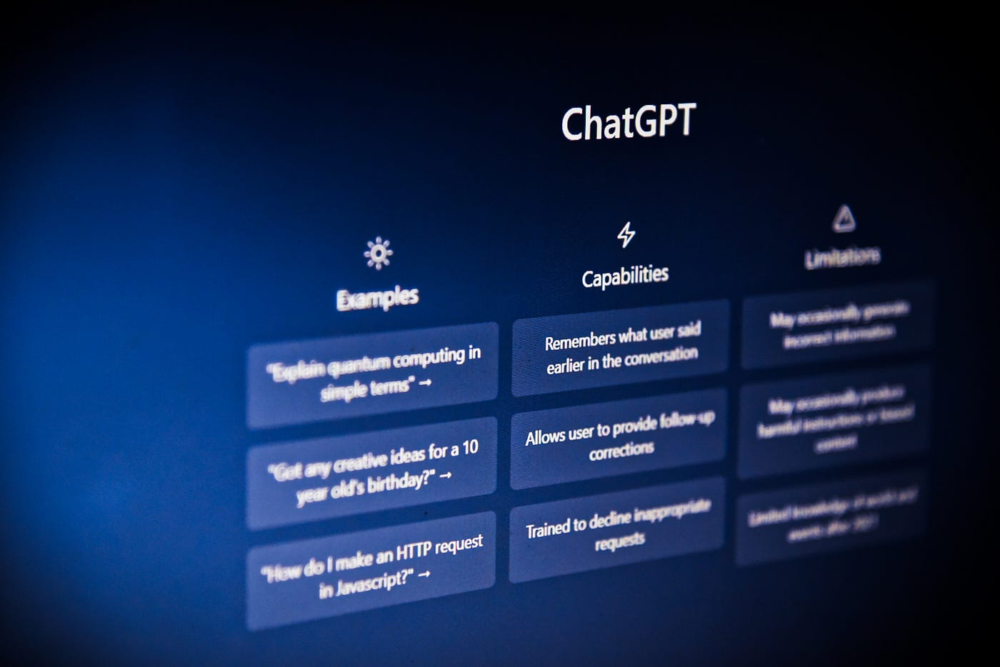 ChatGPT
Examples
"Explain quantum computing in
simple terms" →
"Got any creative ideas for a 10
year old's birthday?" →
"How do I make an HTTP request
in Javascript?" →
Capabilities
Remembers what user said
earlier in the conversation
Allows user to provide follow-up
corrections
Trained to decline inappropriate
requests
Limitations
May occasionally generate
incorrect information
May occasionally produce
harmful instructions or biased
content
Limited knowledge of world and
events after 2021